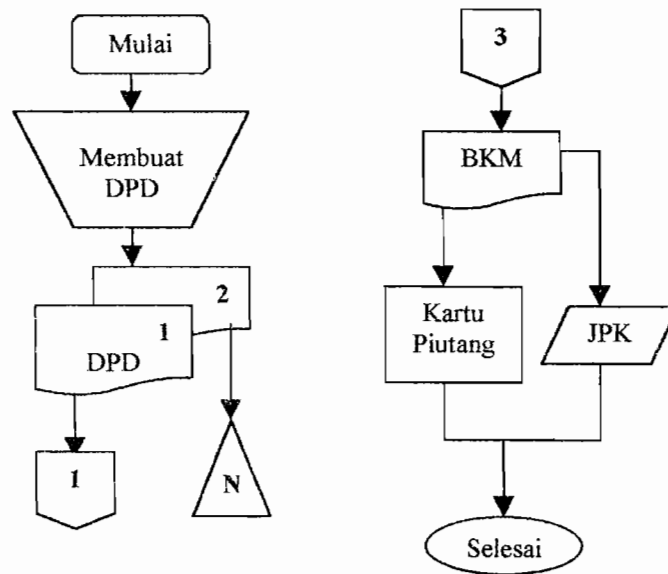 Mulai
Membuat
DPD
2
1
DPD
1
N
3
BKM
Kartu
Piutang
JPK
Selesai